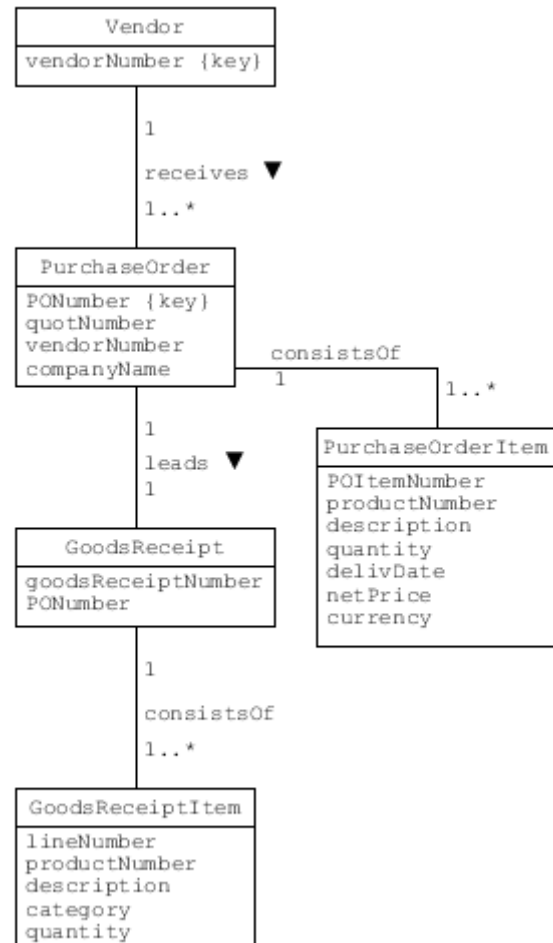 Vendor
vendorNumber {key}
1
receives ▼
1..*
PurchaseOrder
PONumber {key}
quotNumber
vendorNumber
companyName
consistsOf
1
1..*
PurchaseOrderItem
POItemNumber
productNumber
description
quantity
delivDate
netPrice
currency
1
leads ▼
1
GoodsReceipt
goodsReceiptNumber
PONumber
1
consistsOf
1..*
GoodsReceiptItem
lineNumber
productNumber
description
category
quantity